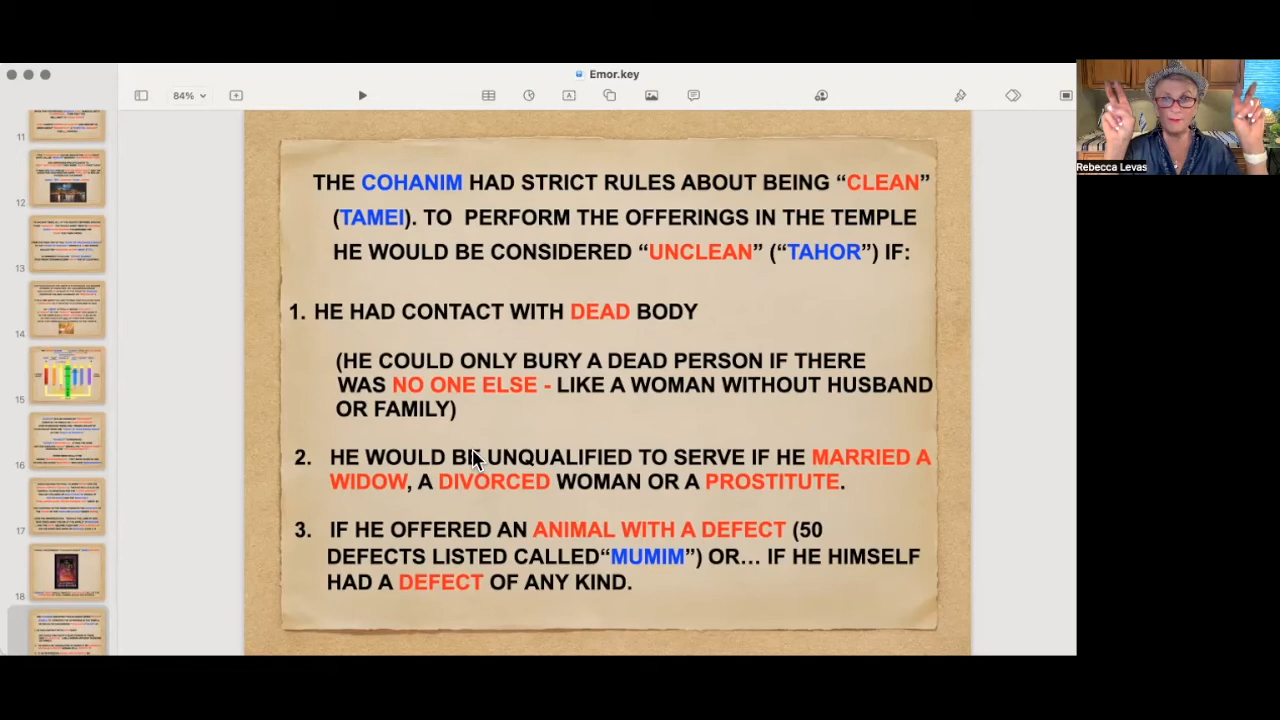 Emor.key
84%
Rebecca Levas
THE COHANIM HAD STRICT RULES ABOUT BEING “CLEAN”
(TAMEI). TO PERFORM THE OFFERINGS IN THE TEMPLE
HE WOULD BE CONSIDERED “UNCLEAN” (“TAHOR”) IF:
1. HE HAD CONTACT WITH DEAD BODY
(HE COULD ONLY BURY A DEAD PERSON IF THERE
WAS NO ONE ELSE - LIKE A WOMAN WITHOUT HUSBAND
OR FAMILY)
2. HE WOULD BE UNQUALIFIED TO SERVE IF HE MARRIED A
WIDOW, A DIVORCED WOMAN OR A PROSTITUTE.
3. IF HE OFFERED AN ANIMAL WITH A DEFECT (50
DEFECTS LISTED CALLED“MUMIM”) OR... IF HE HIMSELF
HAD A DEFECT OF ANY KIND.
11
12
13
14
15
16
17
18